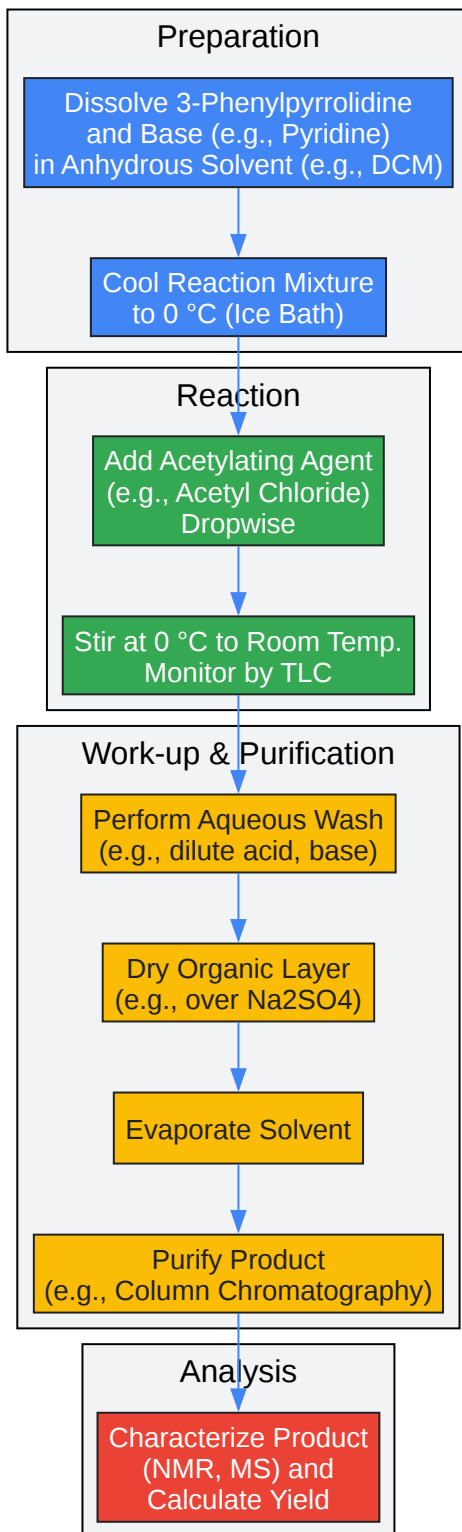 Preparation
Dissolve 3-Phenylpyrrolidine
and Base (e.g., Pyridine)
in Anhydrous Solvent (e.g., DCM)
Cool Reaction Mixture
to 0 °C (Ice Bath)
Reaction
Add Acetylating Agent
(e.g., Acetyl Chloride)
Dropwise
Stir at 0 °C to Room Temp.
Monitor by TLC
Work-up & Purification
Perform Aqueous Wash
(e.g., dilute acid, base)
Dry Organic Layer
(e.g., over Na2SO4)
Evaporate Solvent
Purify Product
(e.g., Column Chromatography)
Analysis
Characterize Product
(NMR, MS) and
Calculate Yield